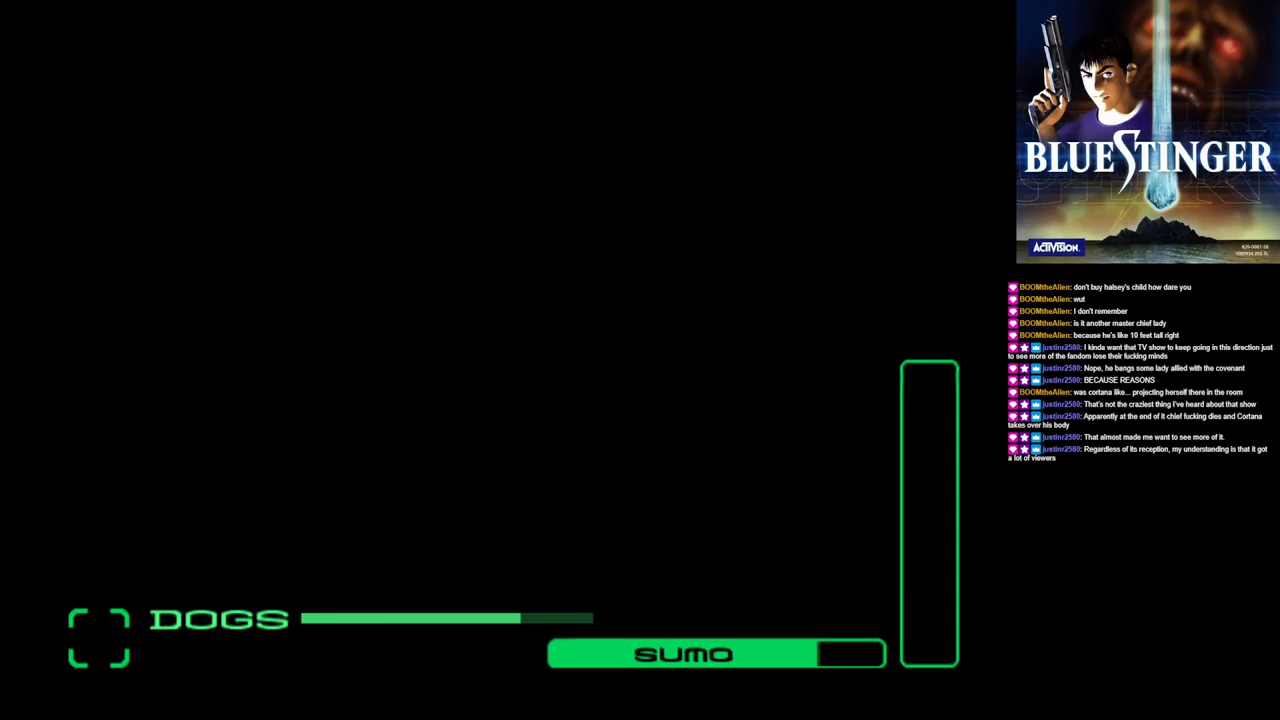 BLUE STINGER
ACTIVISION.
BOOMtheAlien: don't buy halsey's child how dare you
BOOMtheAlien: wut
BOOMtheAlien: I don't remember
BOOMtheAlien: is it another master chief lady
BOOMtheAlien: because he's like 10 feet tall right
justinr2580: I kinda want that TV show to keep going in this direction just
to see more of the fandom lose their fucking minds
justinr2580: Nope, he bangs some lady allied with the covenant
justinr2580: BECAUSE REASONS
BOOMtheAlien: was cortana like... projecting herself there in the room
justinr2580: That's not the craziest thing I've heard about that show
justinr2580: Apparently at the end of it chief fucking dies and Cortana
takes over his body
justinr2580: That almost made me want to see more of it.
justinr2580: Regardless of its reception, my understanding is that it got
a lot of viewers
DOGS
SUMO